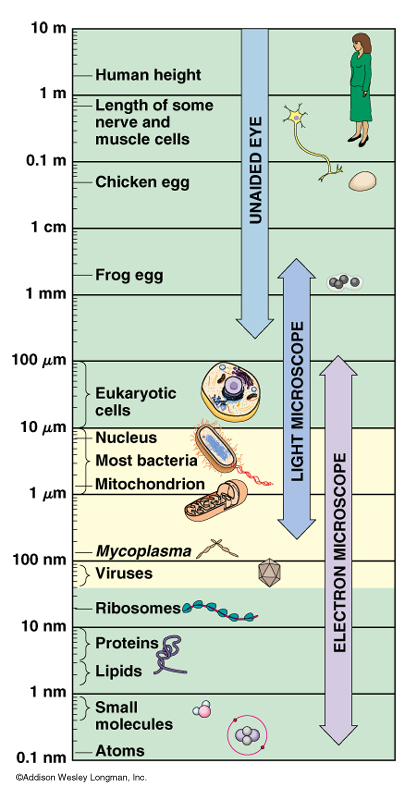 10 m
Human height
1 m
Length of some
nerve and
muscle cells
0.1 m
Chicken egg
1 cm
Frog egg
1 mm
100 µm
Eukaryotic
cells
10 µm
Nucleus
Most bacteria
Mitochondrion
1 µm
Mycoplasma
100 nm
Viruses
Ribosomes
10 nm
Proteins
Lipids
1 nm
Small
molecules
Atoms
0.1 nm
UNAIDED EYE
LIGHT MICROSCOPE
ELECTRON MICROSCOPE
©Addison Wesley Longman, Inc.